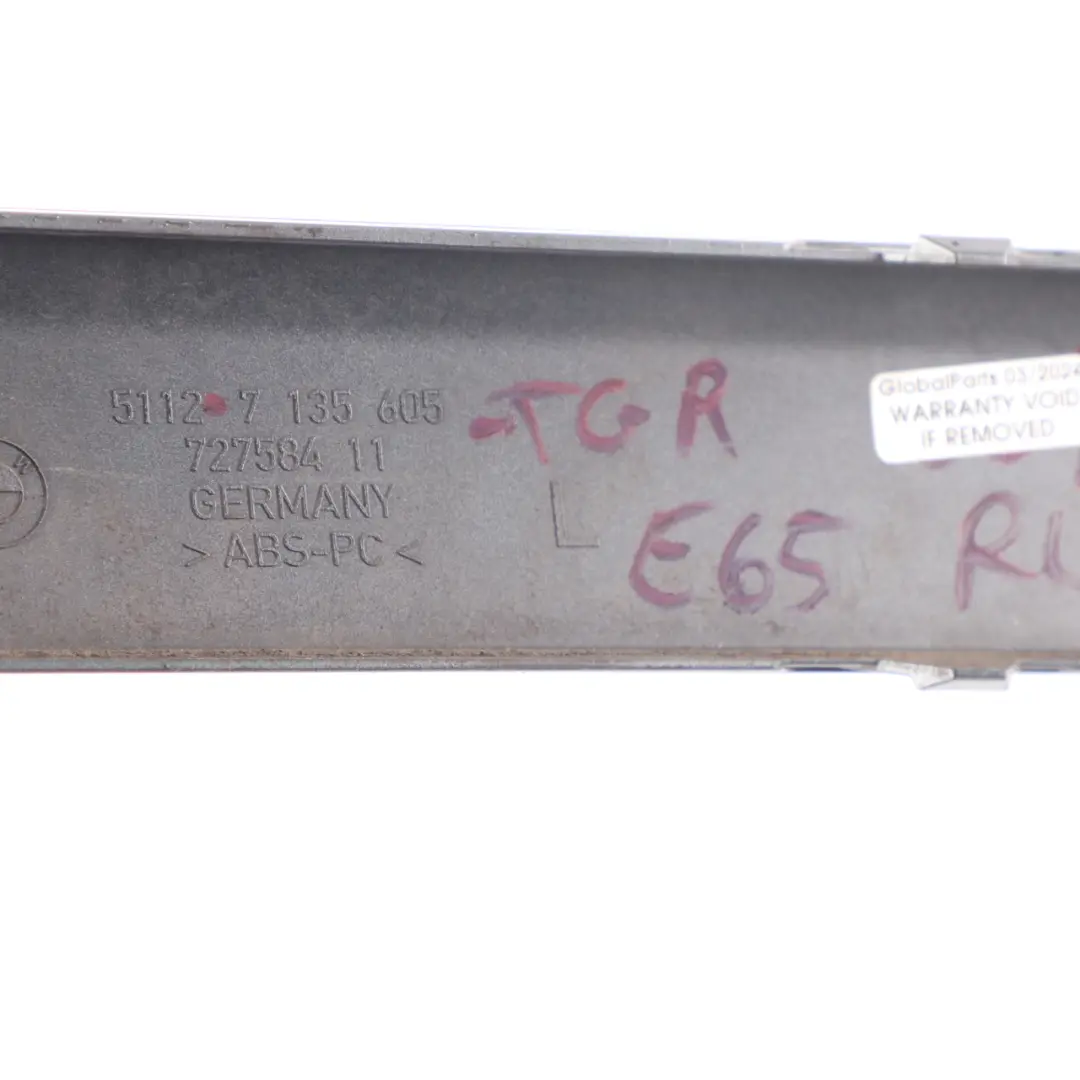 5112 7 135 605
727584 11
GERMANY
>ABS-PC<
L
-TGR
E65
GlobalParts 03/2024
WARRANTY VOID
IF REMOVED